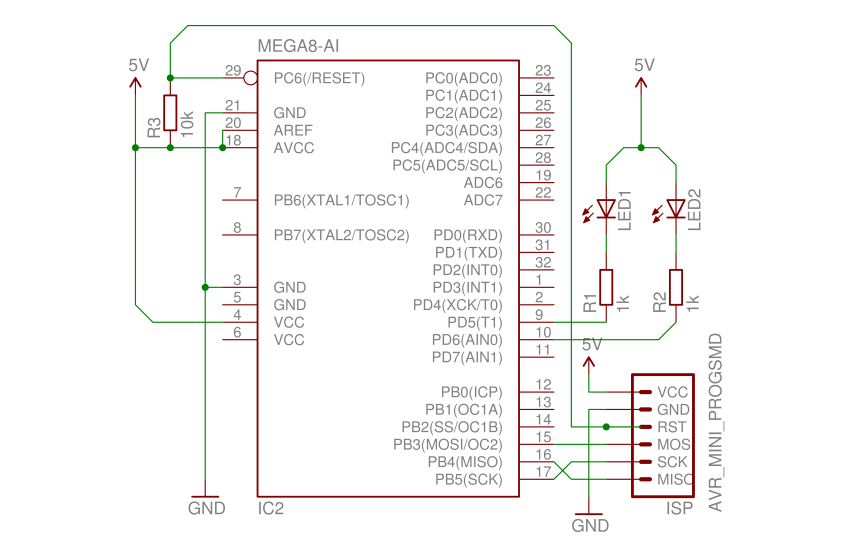 MEGA8-AI
5V
5V
29 PC6(/RESET)
PC0(ADC0) 23
PC1(ADC1) 24
R3 10k
21 GND
PC2(ADC2) 25
20 AREF
PC3(ADC3) 26
18 AVCC
PC4(ADC4/SDA) 27
PC5(ADC5/SCL) 28
ADC6 19
7 PB6(XTAL1/TOSC1)
ADC7 22
LED1
LED2
8 PB7(XTAL2/TOSC2)
PD0(RXD) 30
PD1(TXD) 31
PD2(INT0) 32
3 GND
PD3(INT1) 1
R1 1k
R2 1k
5 GND
PD4(XCK/T0) 2
4 VCC
PD5(T1) 9
6 VCC
PD6(AIN0) 10
5V
PD7(AIN1) 11
PB0(ICP) 12
VCC
PB1(OC1A) 13
GND
PB2(SS/OC1B) 14
RST
PB3(MOSI/OC2) 15
MOS
PB4(MISO) 16
SCK
PB5(SCK) 17
MISO
AVR_MINI_PROGSMD
GND
IC2
ISP
GND